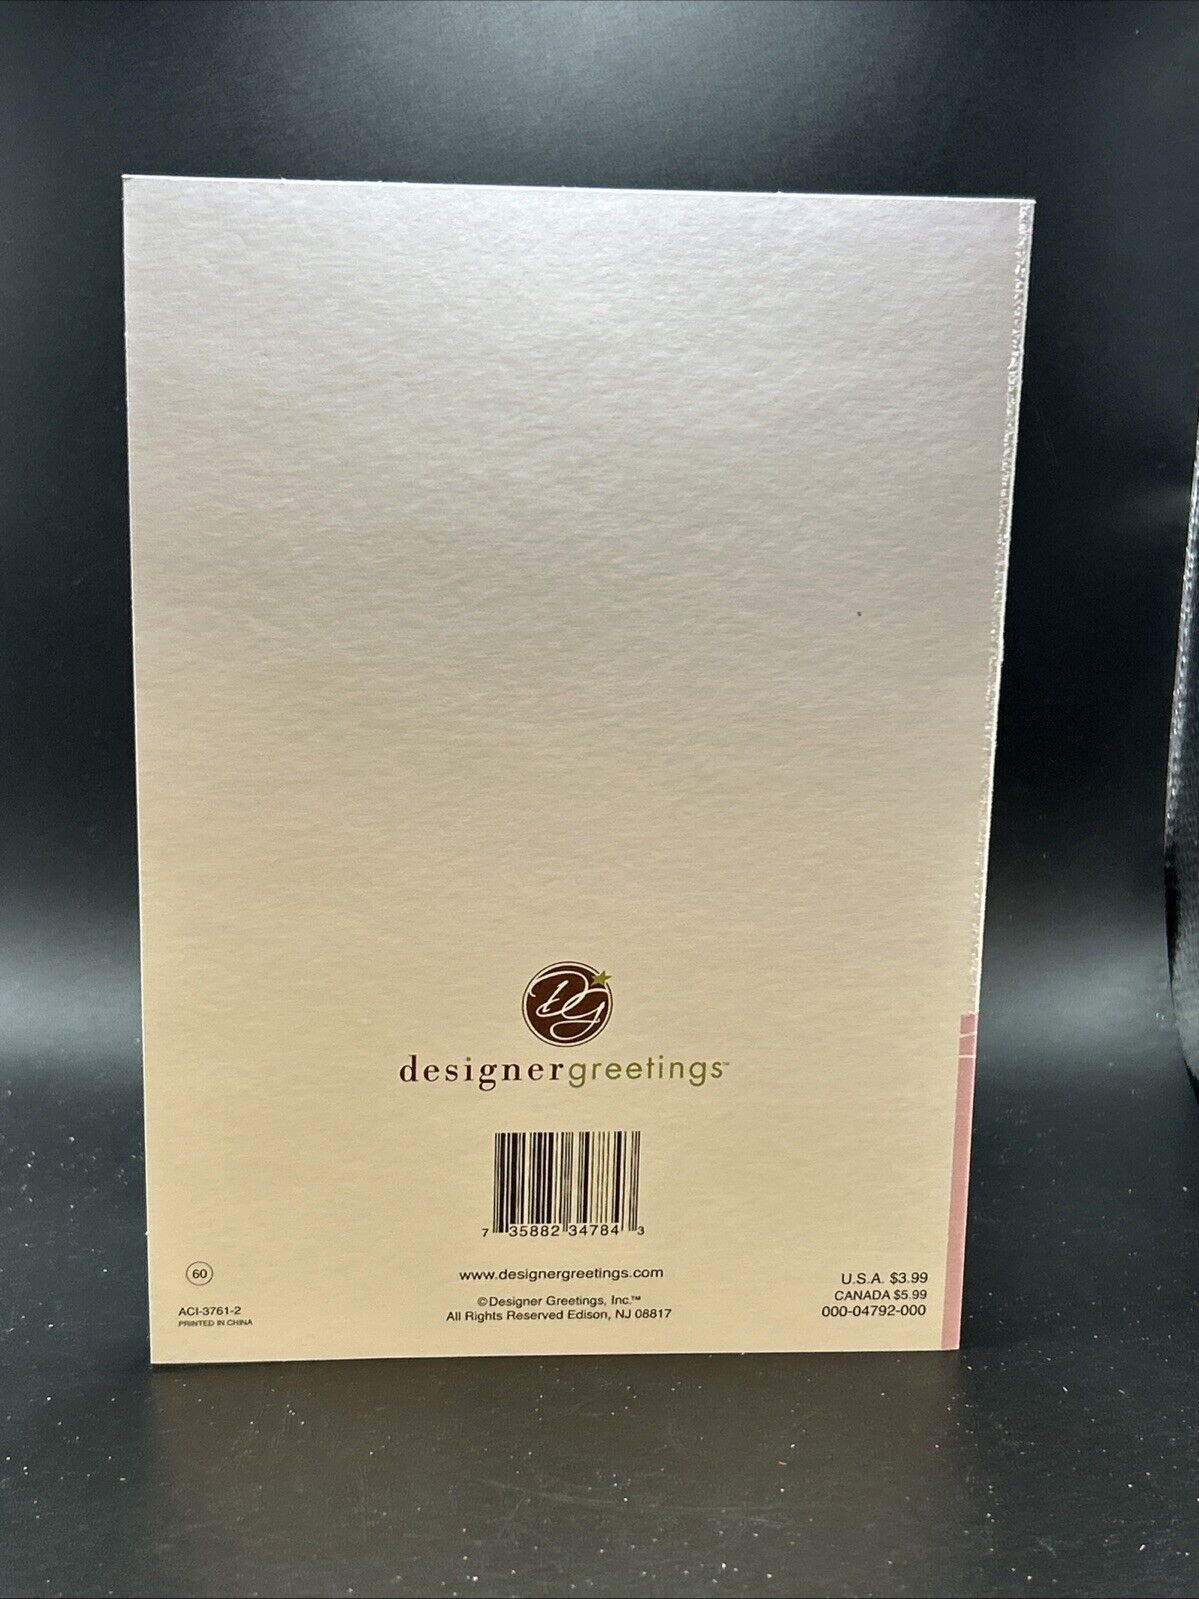 DG
designergreetings™
7 35882 34784 3
60
www.designergreetings.com
U.S.A. $3.99
©Designer Greetings, Inc.™
CANADA $5.99
ACI-3761-2
All Rights Reserved Edison, NJ 08817
000-04792-000
PRINTED IN CHINA